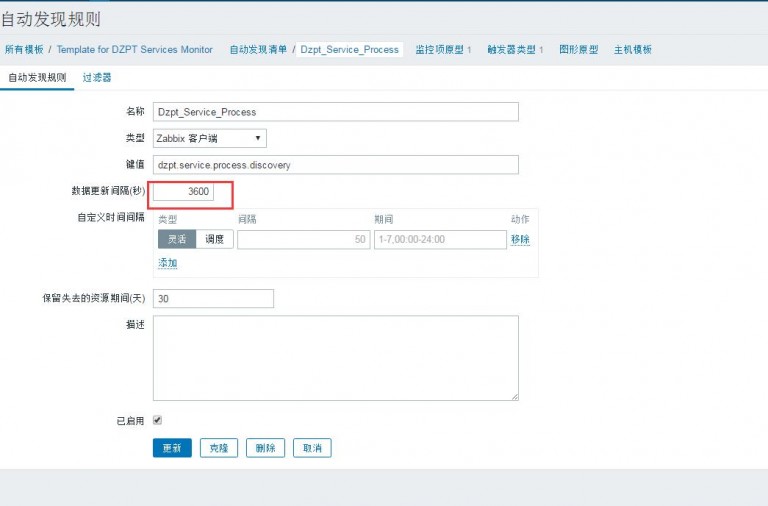 自动发现规则
所有模板 / Template for DZPT Services Monitor 自动发现清单 / Dzpt_Service_Process 监控项原型 1 触发器类型 1 图形原型 主机模板
自动发现规则 过滤器
名称 Dzpt_Service_Process
类型 Zabbix 客户端
键值 dzpt.service.process.discovery
数据更新间隔(秒) 3600
自定义时间间隔 类型 间隔 期间 动作
灵活 调度 50 1-7,00:00-24:00 移除
添加
保留失去的资源期间(天) 30
描述
已启用
更新 克隆 删除 取消